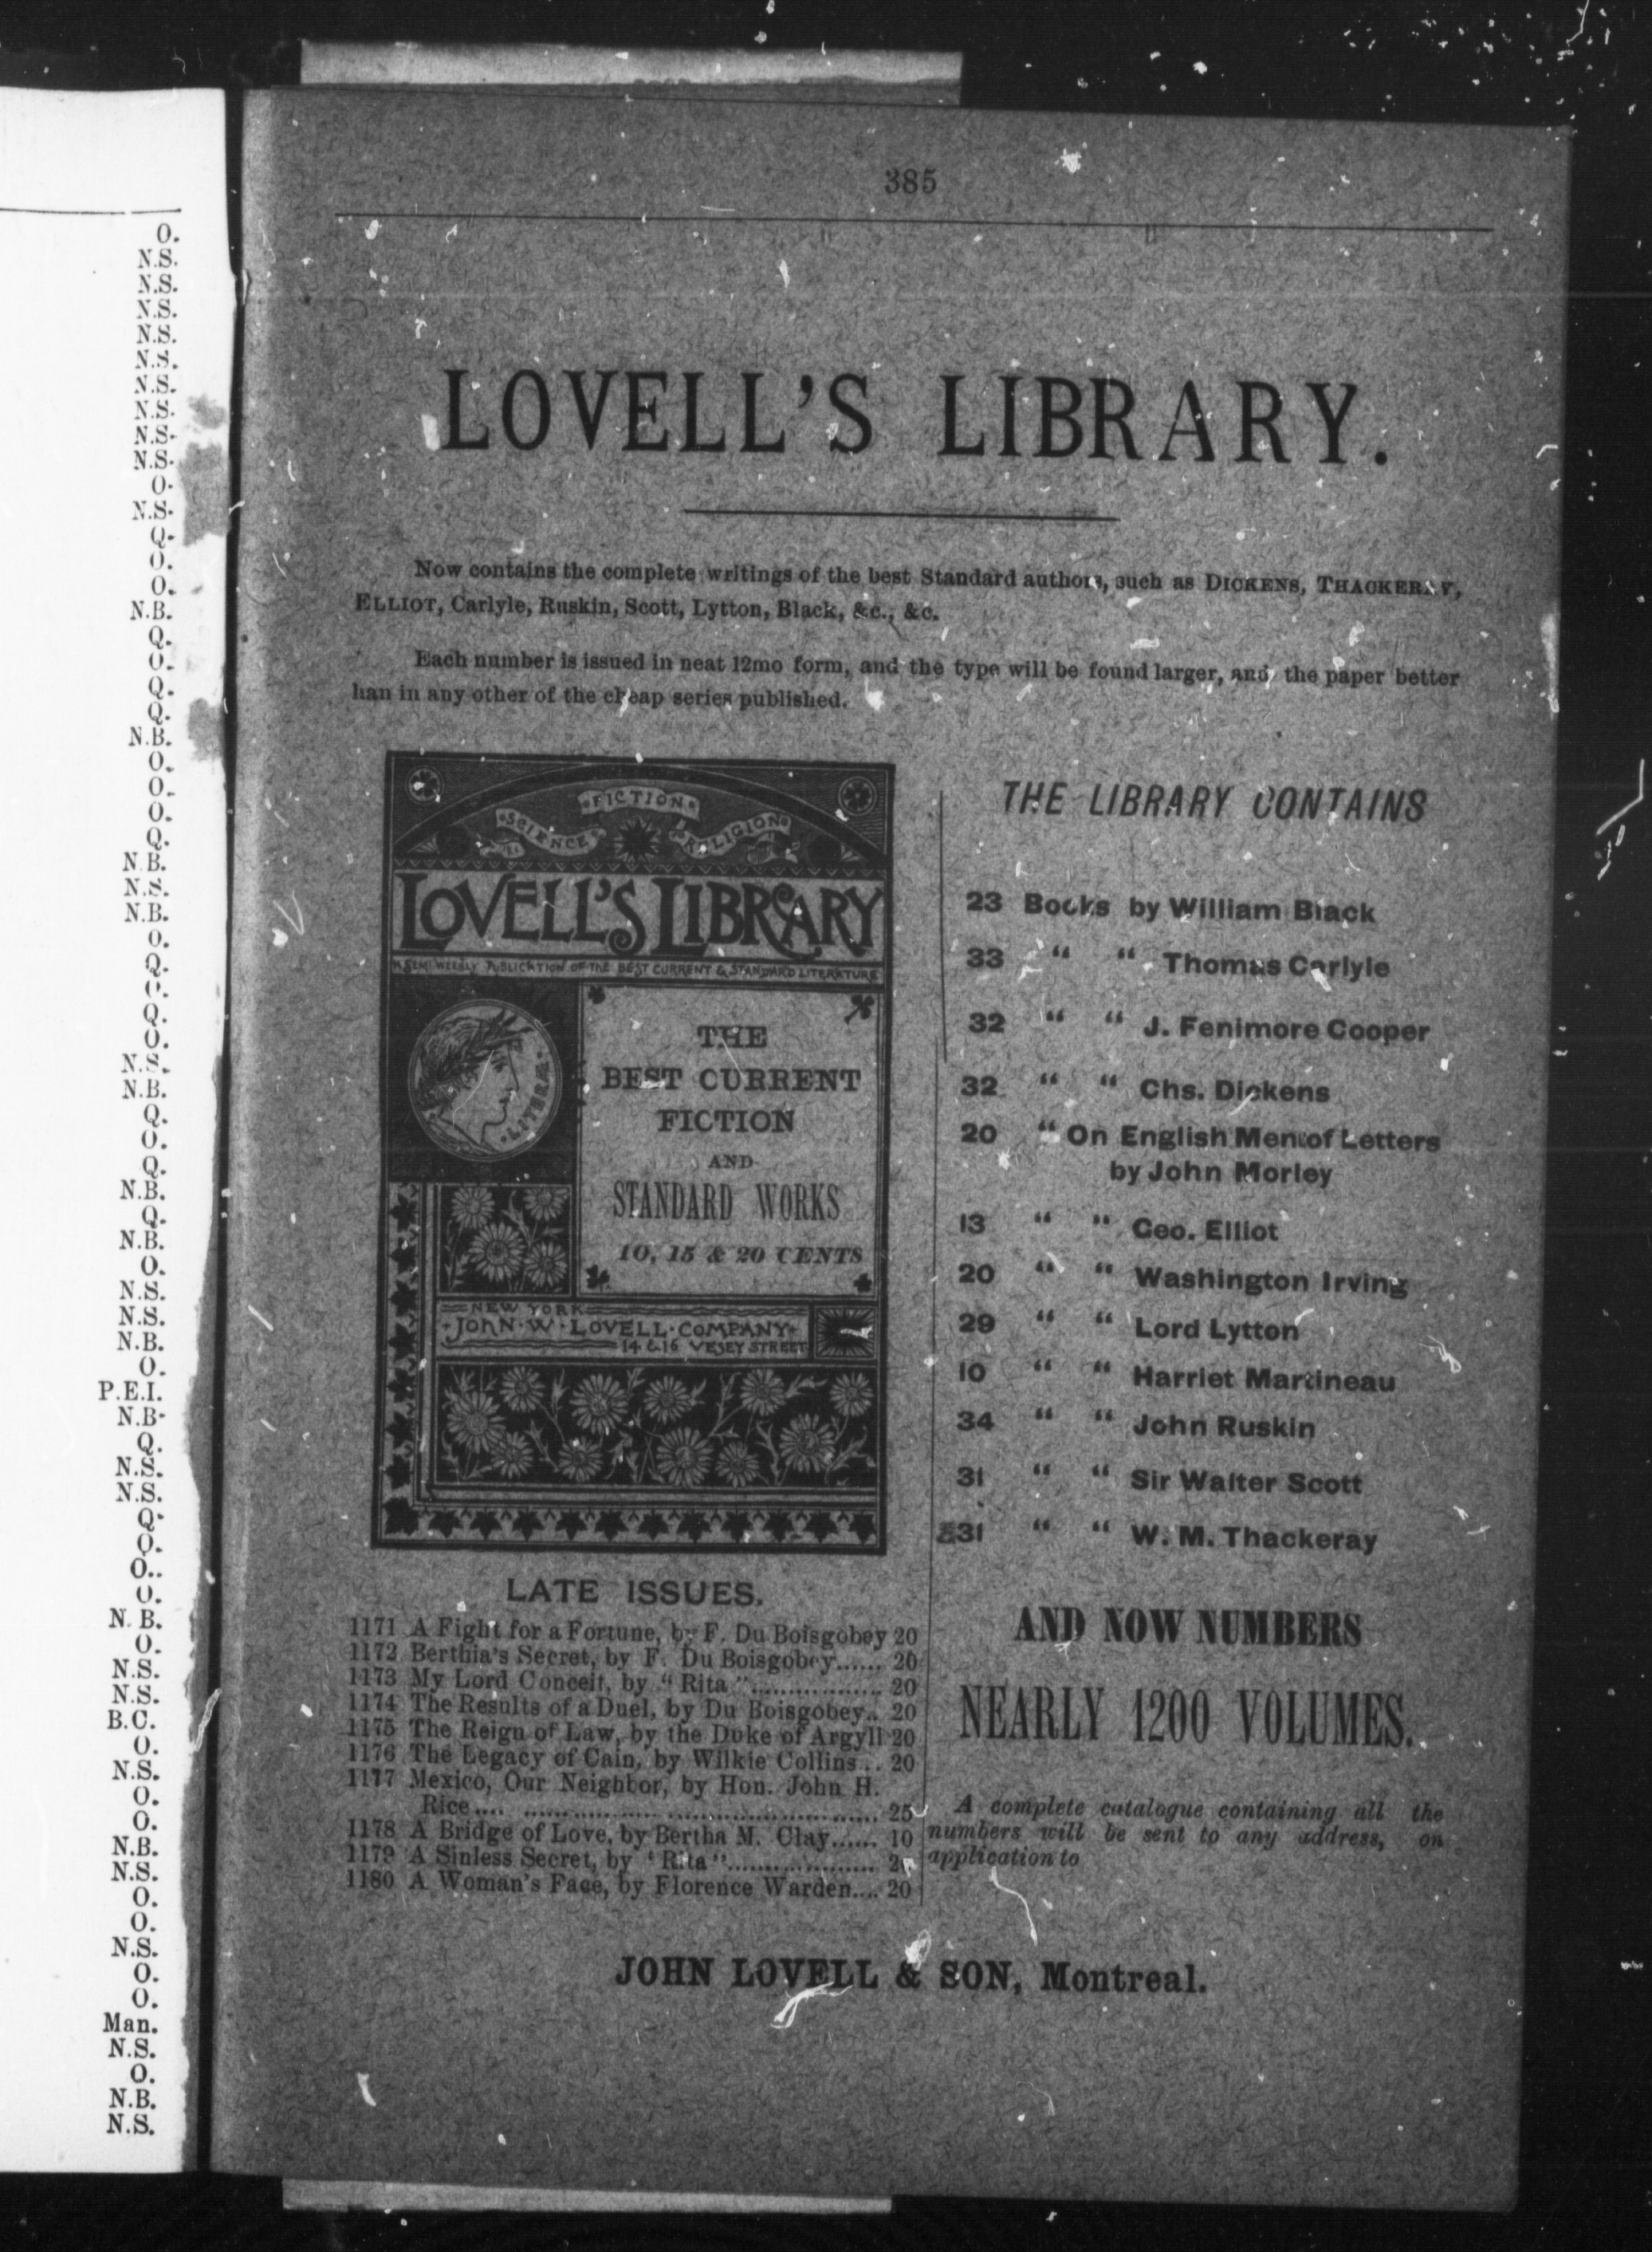 O.
N.S.
N.S.
N.S.
N.S.
N.S.
N.S.
N.S.
N.S.
N.S.
O.
N.S.
Q.
O.
O.
N.B.
Q.
O.
Q.
Q.
N.B.
O.
O.
O.
Q.
N.B.
N.S.
N.B.
O.
Q.
O.
Q.
O.
N.S.
N.B.
Q.
O.
Q.
N.B.
Q.
N.B.
O.
N.S.
N.S.
N.B.
O.
P.E.I.
N.B.
Q.
N.S.
N.S.
Q.
Q.
O..
O.
N. B.
O.
N.S.
N.S.
B.C.
O.
N.S.
O.
O.
N.B.
N.S.
O.
O.
N.S.
O.
O.
Man.
N.S.
O.
N.B.
N.S.
385
LOVELL'S LIBRARY.
Now contains the complete writings of the best Standard authors, such as DICKENS, THACKERAY,
ELLIOT, Carlyle, Ruskin, Scott, Lytton, Black, &c., &c.
Each number is issued in neat 12mo form, and the type will be found larger, and the paper better
han in any other of the cheap series published.
FICTION
SCIENCE
RELIGION
LOVELL'S LIBRARY
A SEMI-WEEKLY PUBLICATION OF THE BEST CURRENT & STANDARD LITERATURE
LITERÆ
THE
BEST CURRENT
FICTION
AND
STANDARD WORKS
10, 15 & 20 CENTS
NEW YORK
JOHN · W · LOVELL · COMPANY
14 & 16 VESEY STREET
LATE ISSUES.
1171 A Fight for a Fortune, by F. Du Boisgobey 20
1172 Berthia's Secret, by F. Du Boisgobey...... 20
1173 My Lord Conceit, by "Rita"................. 20
1174 The Results of a Duel, by Du Boisgobey.. 20
1175 The Reign of Law, by the Duke of Argyll 20
1176 The Legacy of Cain, by Wilkie Collins... 20
1177 Mexico, Our Neighbor, by Hon. John H.
Rice.... ........................................ 25
1178 A Bridge of Love, by Bertha M. Clay...... 10
1179 A Sinless Secret, by 'Rita"...................
1180 A Woman's Face, by Florence Warden.... 20
THE LIBRARY CONTAINS
23 Books by William Black
33 " " Thomas Carlyle
32 " " J. Fenimore Cooper
32 " " Chs. Dickens
20 " On English Men of Letters
by John Morley
13 " " Geo. Elliot
20 " " Washington Irving
29 " " Lord Lytton
10 " " Harriet Martineau
34 " " John Ruskin
31 " " Sir Walter Scott
31 " " W. M. Thackeray
AND NOW NUMBERS
NEARLY 1200 VOLUMES.
A complete catalogue containing all the
numbers will be sent to any address, on
application to
JOHN LOVELL & SON, Montreal.